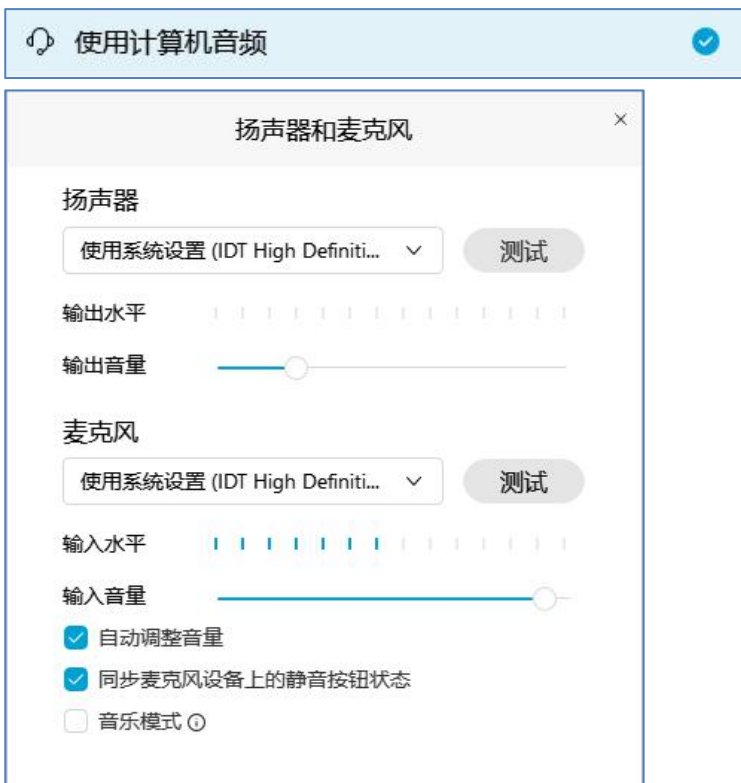 使用计算机音频
扬声器和麦克风
扬声器
使用系统设置 (IDT High Definiti... 测试
输出水平
输出音量
麦克风
使用系统设置 (IDT High Definiti... 测试
输入水平
输入音量
自动调整音量
同步麦克风设备上的静音按钮状态
音乐模式